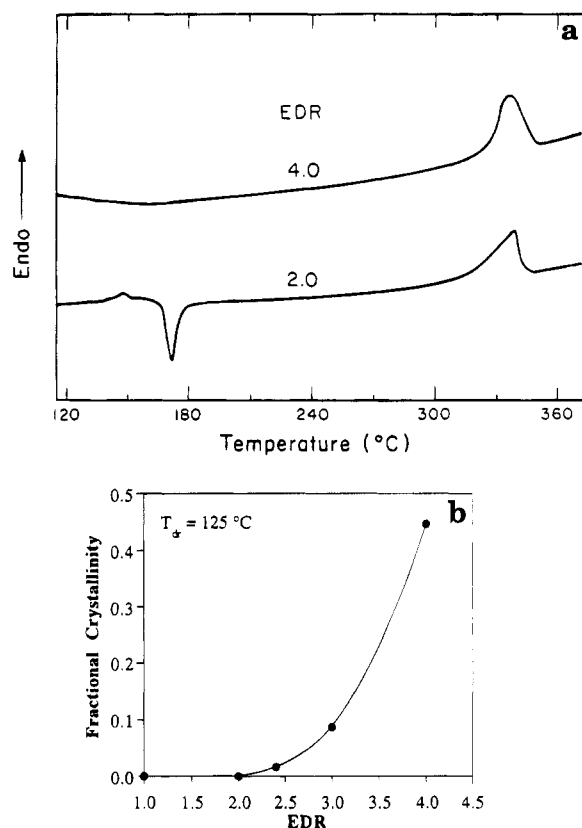 a
EDR
4.0
2.0
Endo
120 180 240 300 360
Temperature (°C)
b
T_dr = 125 °C
0.5
0.4
0.3
0.2
0.1
0.0
Fractional Crystallinity
1.0 1.5 2.0 2.5 3.0 3.5 4.0 4.5
EDR